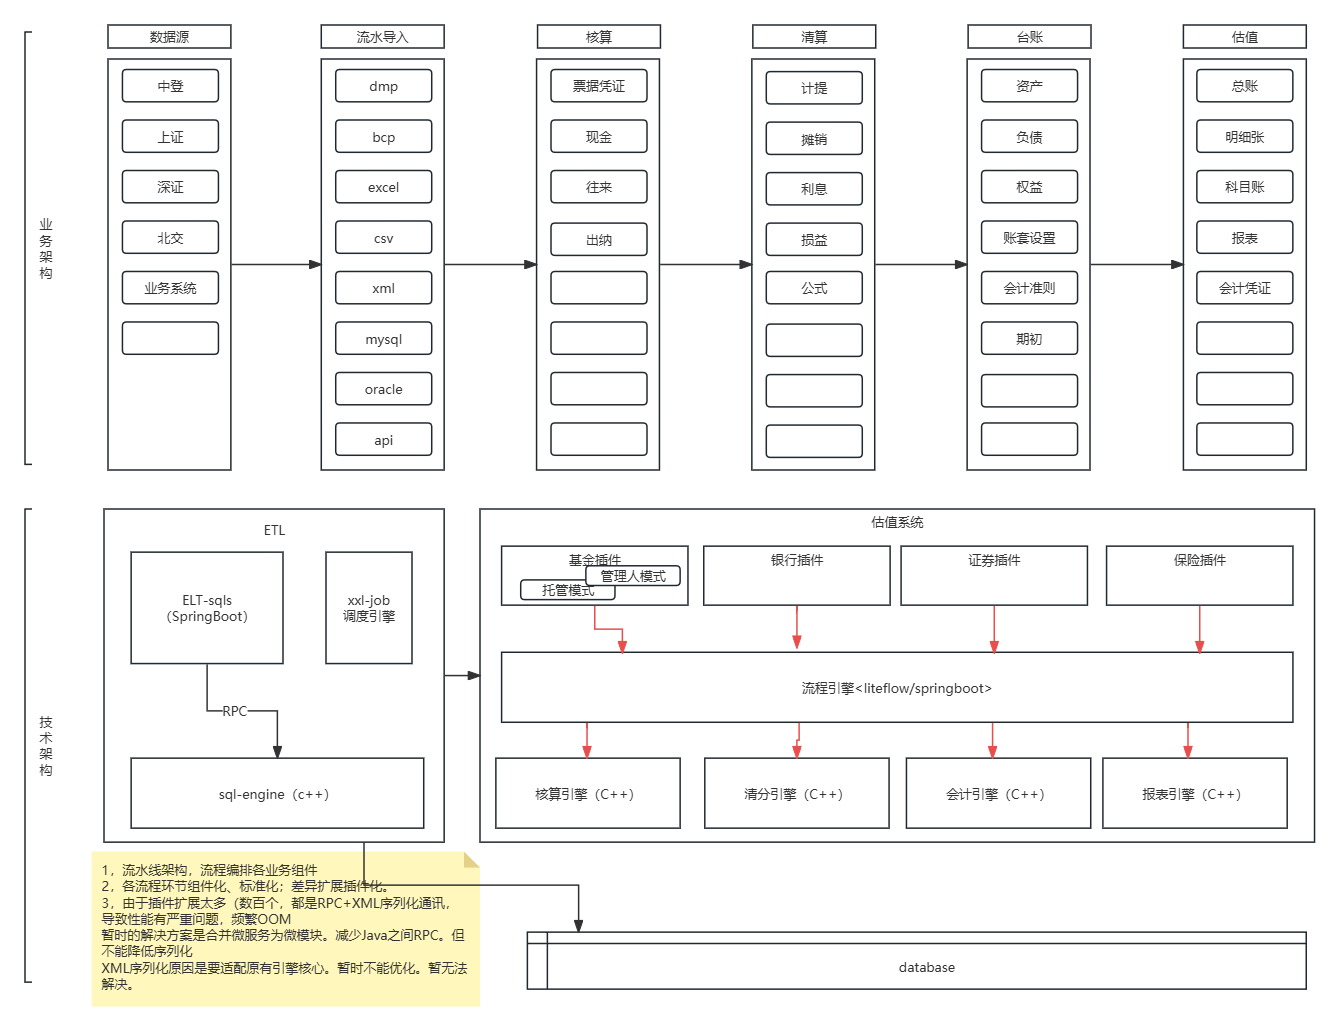 业务架构
数据源
中登
上证
深证
北交
业务系统
流水导入
dmp
bcp
excel
csv
xml
mysql
oracle
api
核算
票据凭证
现金
往来
出纳
清算
计提
摊销
利息
损益
公式
台账
资产
负债
权益
账套设置
会计准则
期初
估值
总账
明细张
科目账
报表
会计凭证
技术架构
ETL
ELT-sqls
（SpringBoot）
xxl-job
调度引擎
RPC
sql-engine（c++）
估值系统
基金插件
管理人模式
托管模式
银行插件
证券插件
保险插件
流程引擎<liteflow/springboot>
核算引擎（C++）
清分引擎（C++）
会计引擎（C++）
报表引擎（C++）
1，流水线架构，流程编排各业务组件
2，各流程环节组件化、标准化；差异扩展插件化。
3，由于插件扩展太多（数百个，都是RPC+XML序列化通讯，
导致性能有严重问题，频繁OOM
暂时的解决方案是合并微服务为微模块。减少Java之间RPC。但
不能降低序列化
XML序列化原因是要适配原有引擎核心。暂时不能优化。暂无法
解决。
database